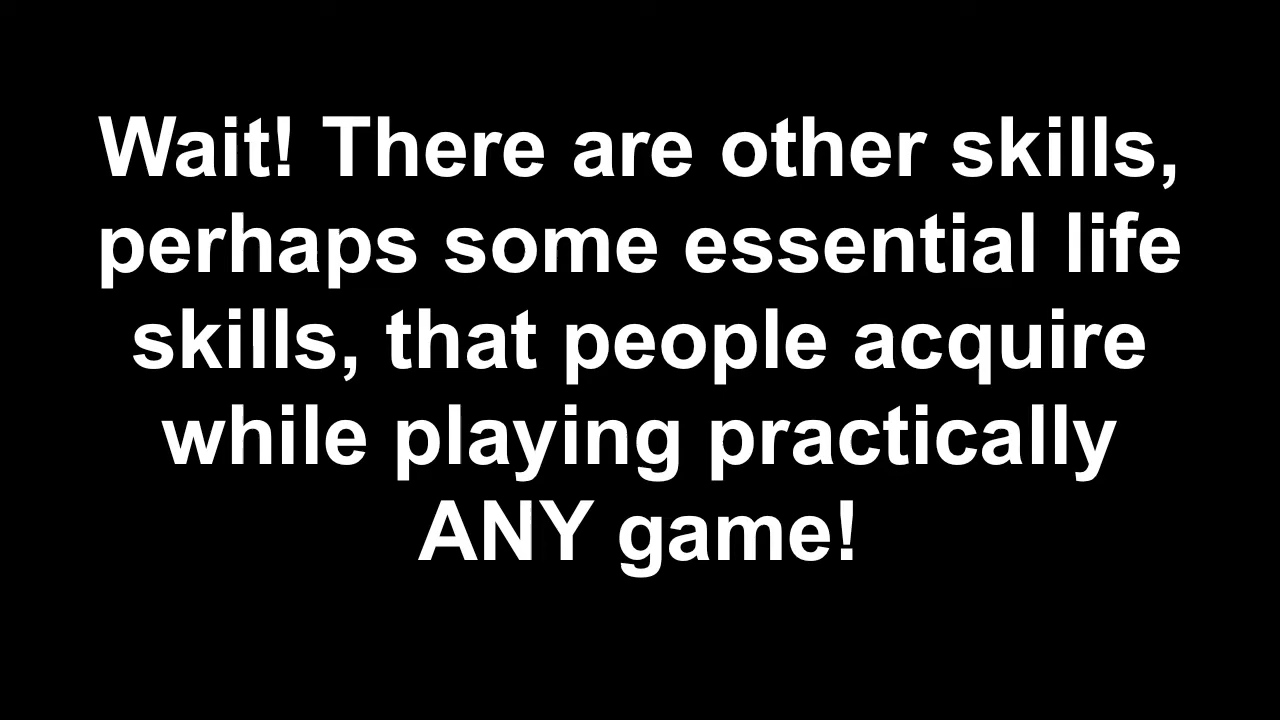 Wait! There are other skills,
perhaps some essential life
skills, that people acquire
while playing practically
ANY game!